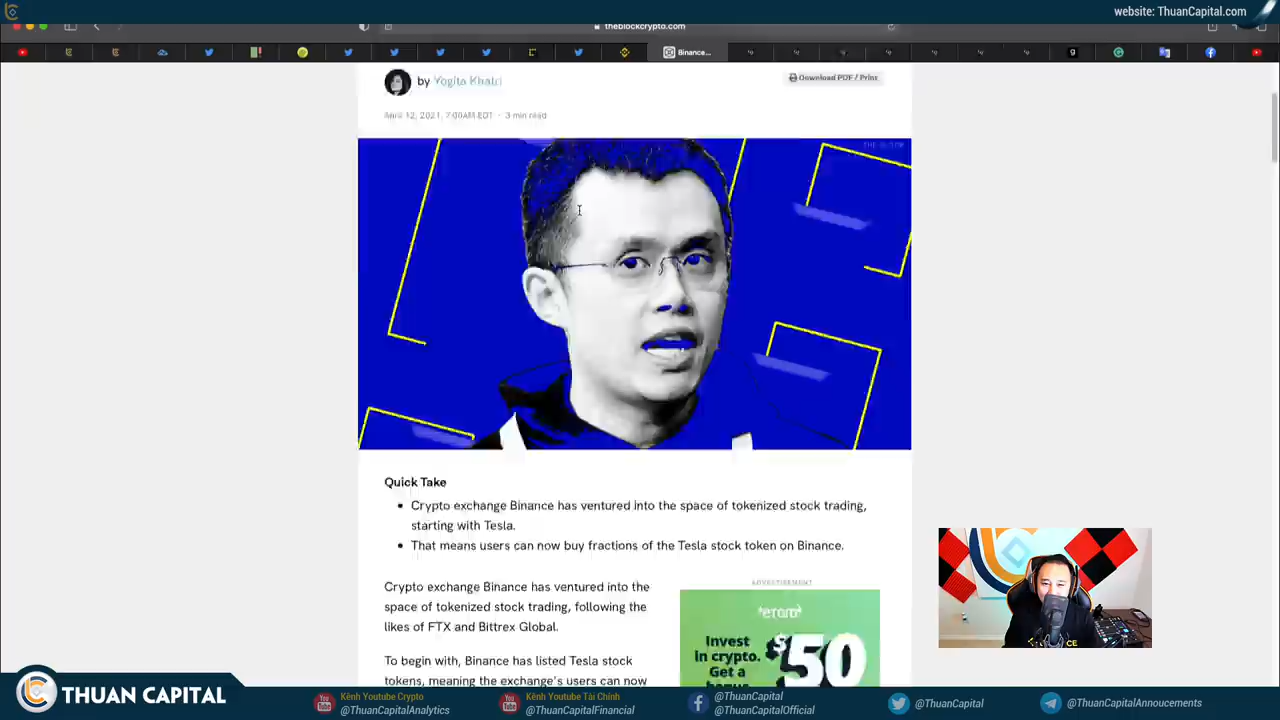 website: ThuanCapital.com
theblockcrypto.com
Binance...
by Yogita Khatri
Download PDF / Print
April 12, 2021, 7:00AM EDT · 3 min read
THE BLOCK
Quick Take
Crypto exchange Binance has ventured into the space of tokenized stock trading,
starting with Tesla.
That means users can now buy fractions of the Tesla stock token on Binance.
Crypto exchange Binance has ventured into the
space of tokenized stock trading, following the
likes of FTX and Bittrex Global.
To begin with, Binance has listed Tesla stock
tokens, meaning the exchange's users can now
ADVERTISEMENT
eToro
Invest
in crypto.
Get a
$50
THUAN CAPITAL
Kênh Youtube Crypto
@ThuanCapitalAnalytics
Kênh Youtube Tài Chính
@ThuanCapitalFinancial
@ThuanCapital
@ThuanCapitalOfficial
@ThuanCapital
@ThuanCapitalAnnoucements